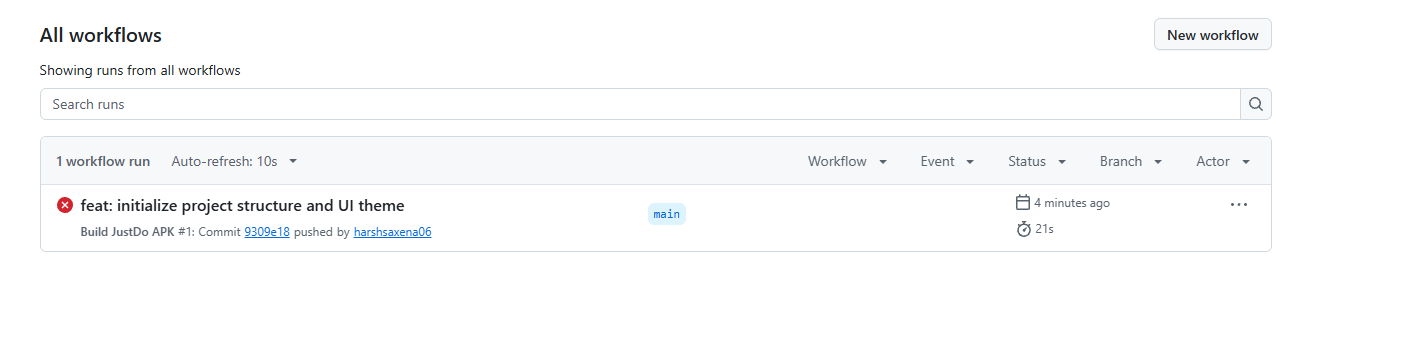 All workflows
New workflow
Showing runs from all workflows
Search runs
1 workflow run Auto-refresh: 10s Workflow Event Status Branch Actor
feat: initialize project structure and UI theme
main
4 minutes ago
Build JustDo APK #1: Commit 9309e18 pushed by harshsaxena06
21s